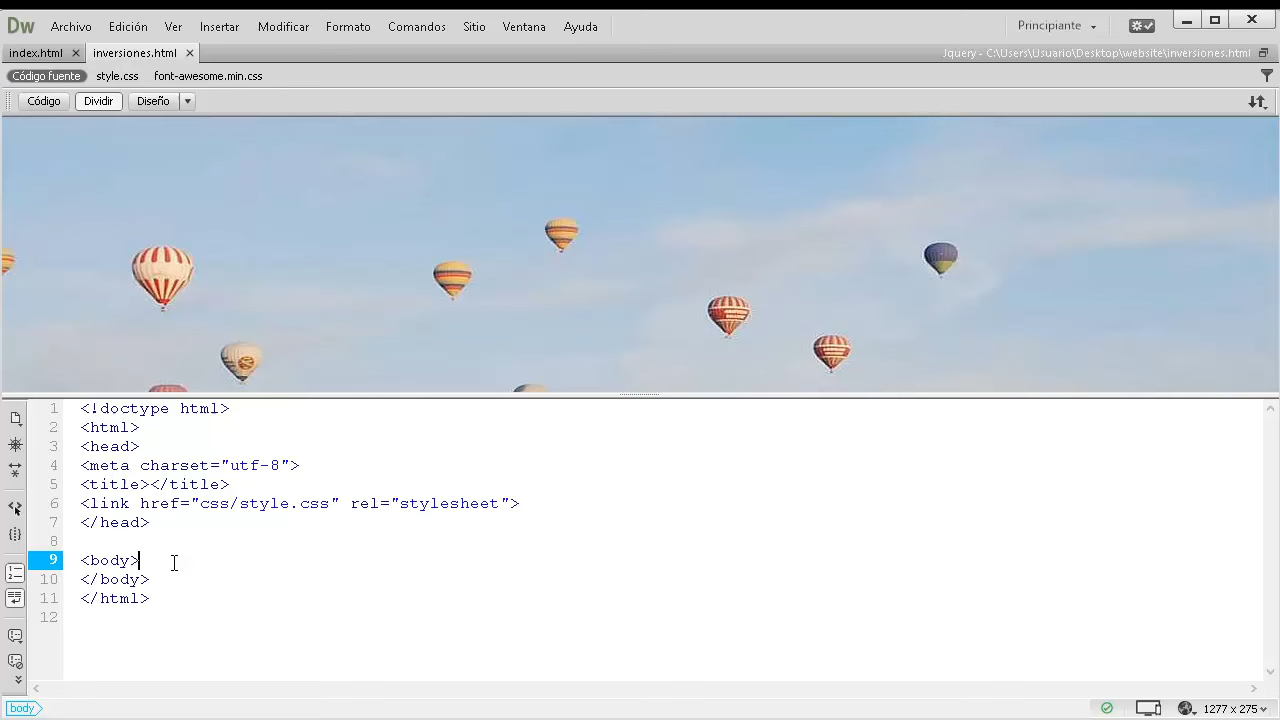 Dw Archivo Edición Ver Insertar Modificar Formato Comandos Sitio Ventana Ayuda Principiante
index.html inversiones.html Jquery - C:\Users\Usuario\Desktop\website\inversiones.html
Código fuente style.css font-awesome.min.css
Código Dividir Diseño
1 <!doctype html>
2 <html>
3 <head>
4 <meta charset="utf-8">
5 <title></title>
6 <link href="css/style.css" rel="stylesheet">
7 </head>
8
9 <body>
10 </body>
11 </html>
12
body 1277 x 275